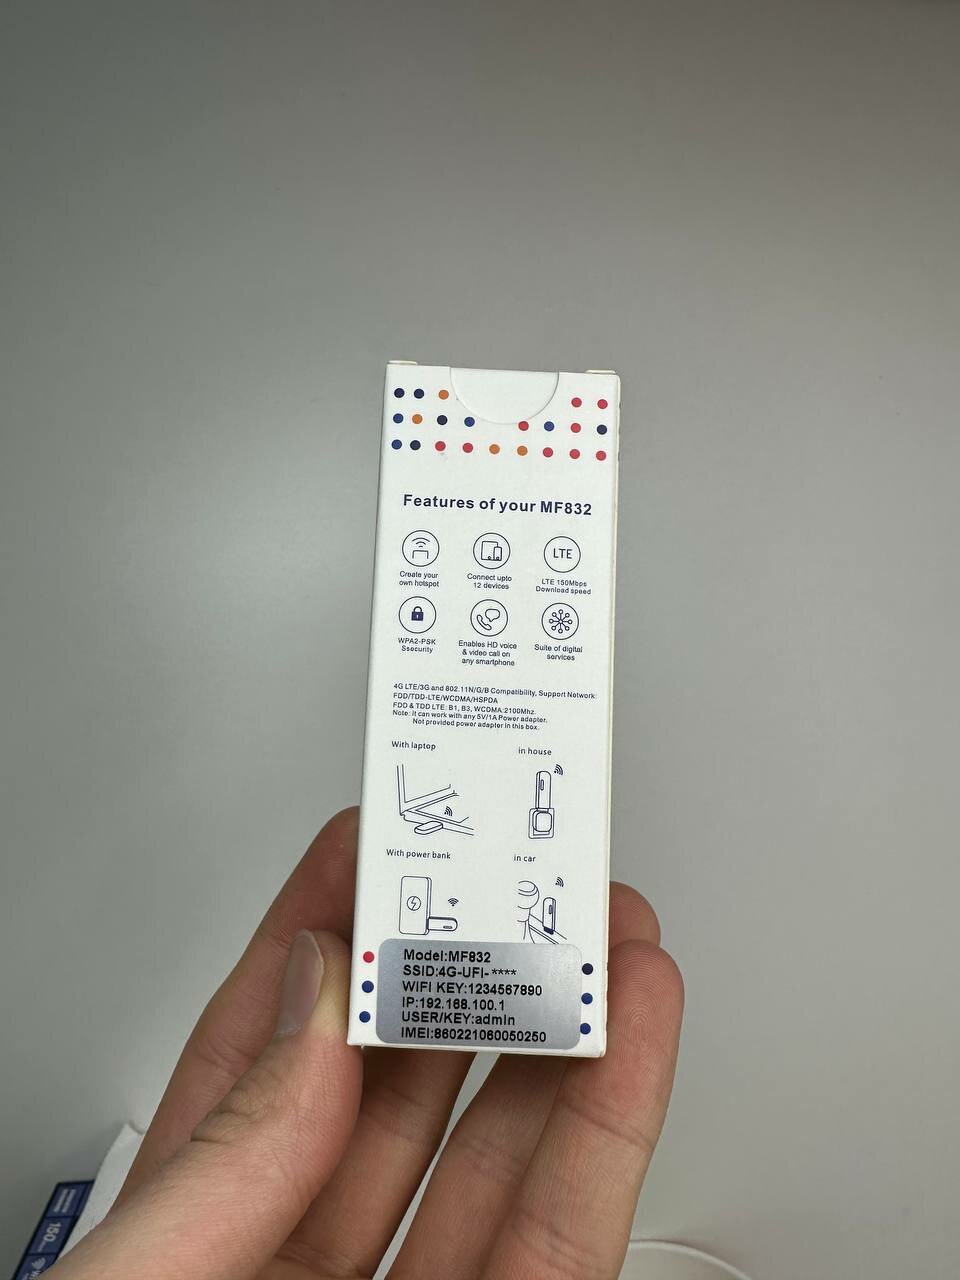 Features of your MF832
Create your
own hotspot
Connect upto
12 devices
LTE
LTE 150Mbps
Download speed
WPA2-PSK
Ssecurity
Enables HD voice
& video call on
any smartphone
Suite of digital
services
4G LTE/3G and 802.11N/G/B Compatibility, Support Network:
FDD/TDD-LTE/WCDMA/HSPDA
FDD & TDD LTE: B1, B3, WCDMA:2100Mhz.
Note: it can work with any 5V/1A Power adapter.
Not provided power adapter in this box.
With laptop
in house
With power bank
in car
Model:MF832
SSID:4G-UFI-****
WIFI KEY:1234567890
IP:192.168.100.1
USER/KEY:admin
IMEI:860221060050250
150